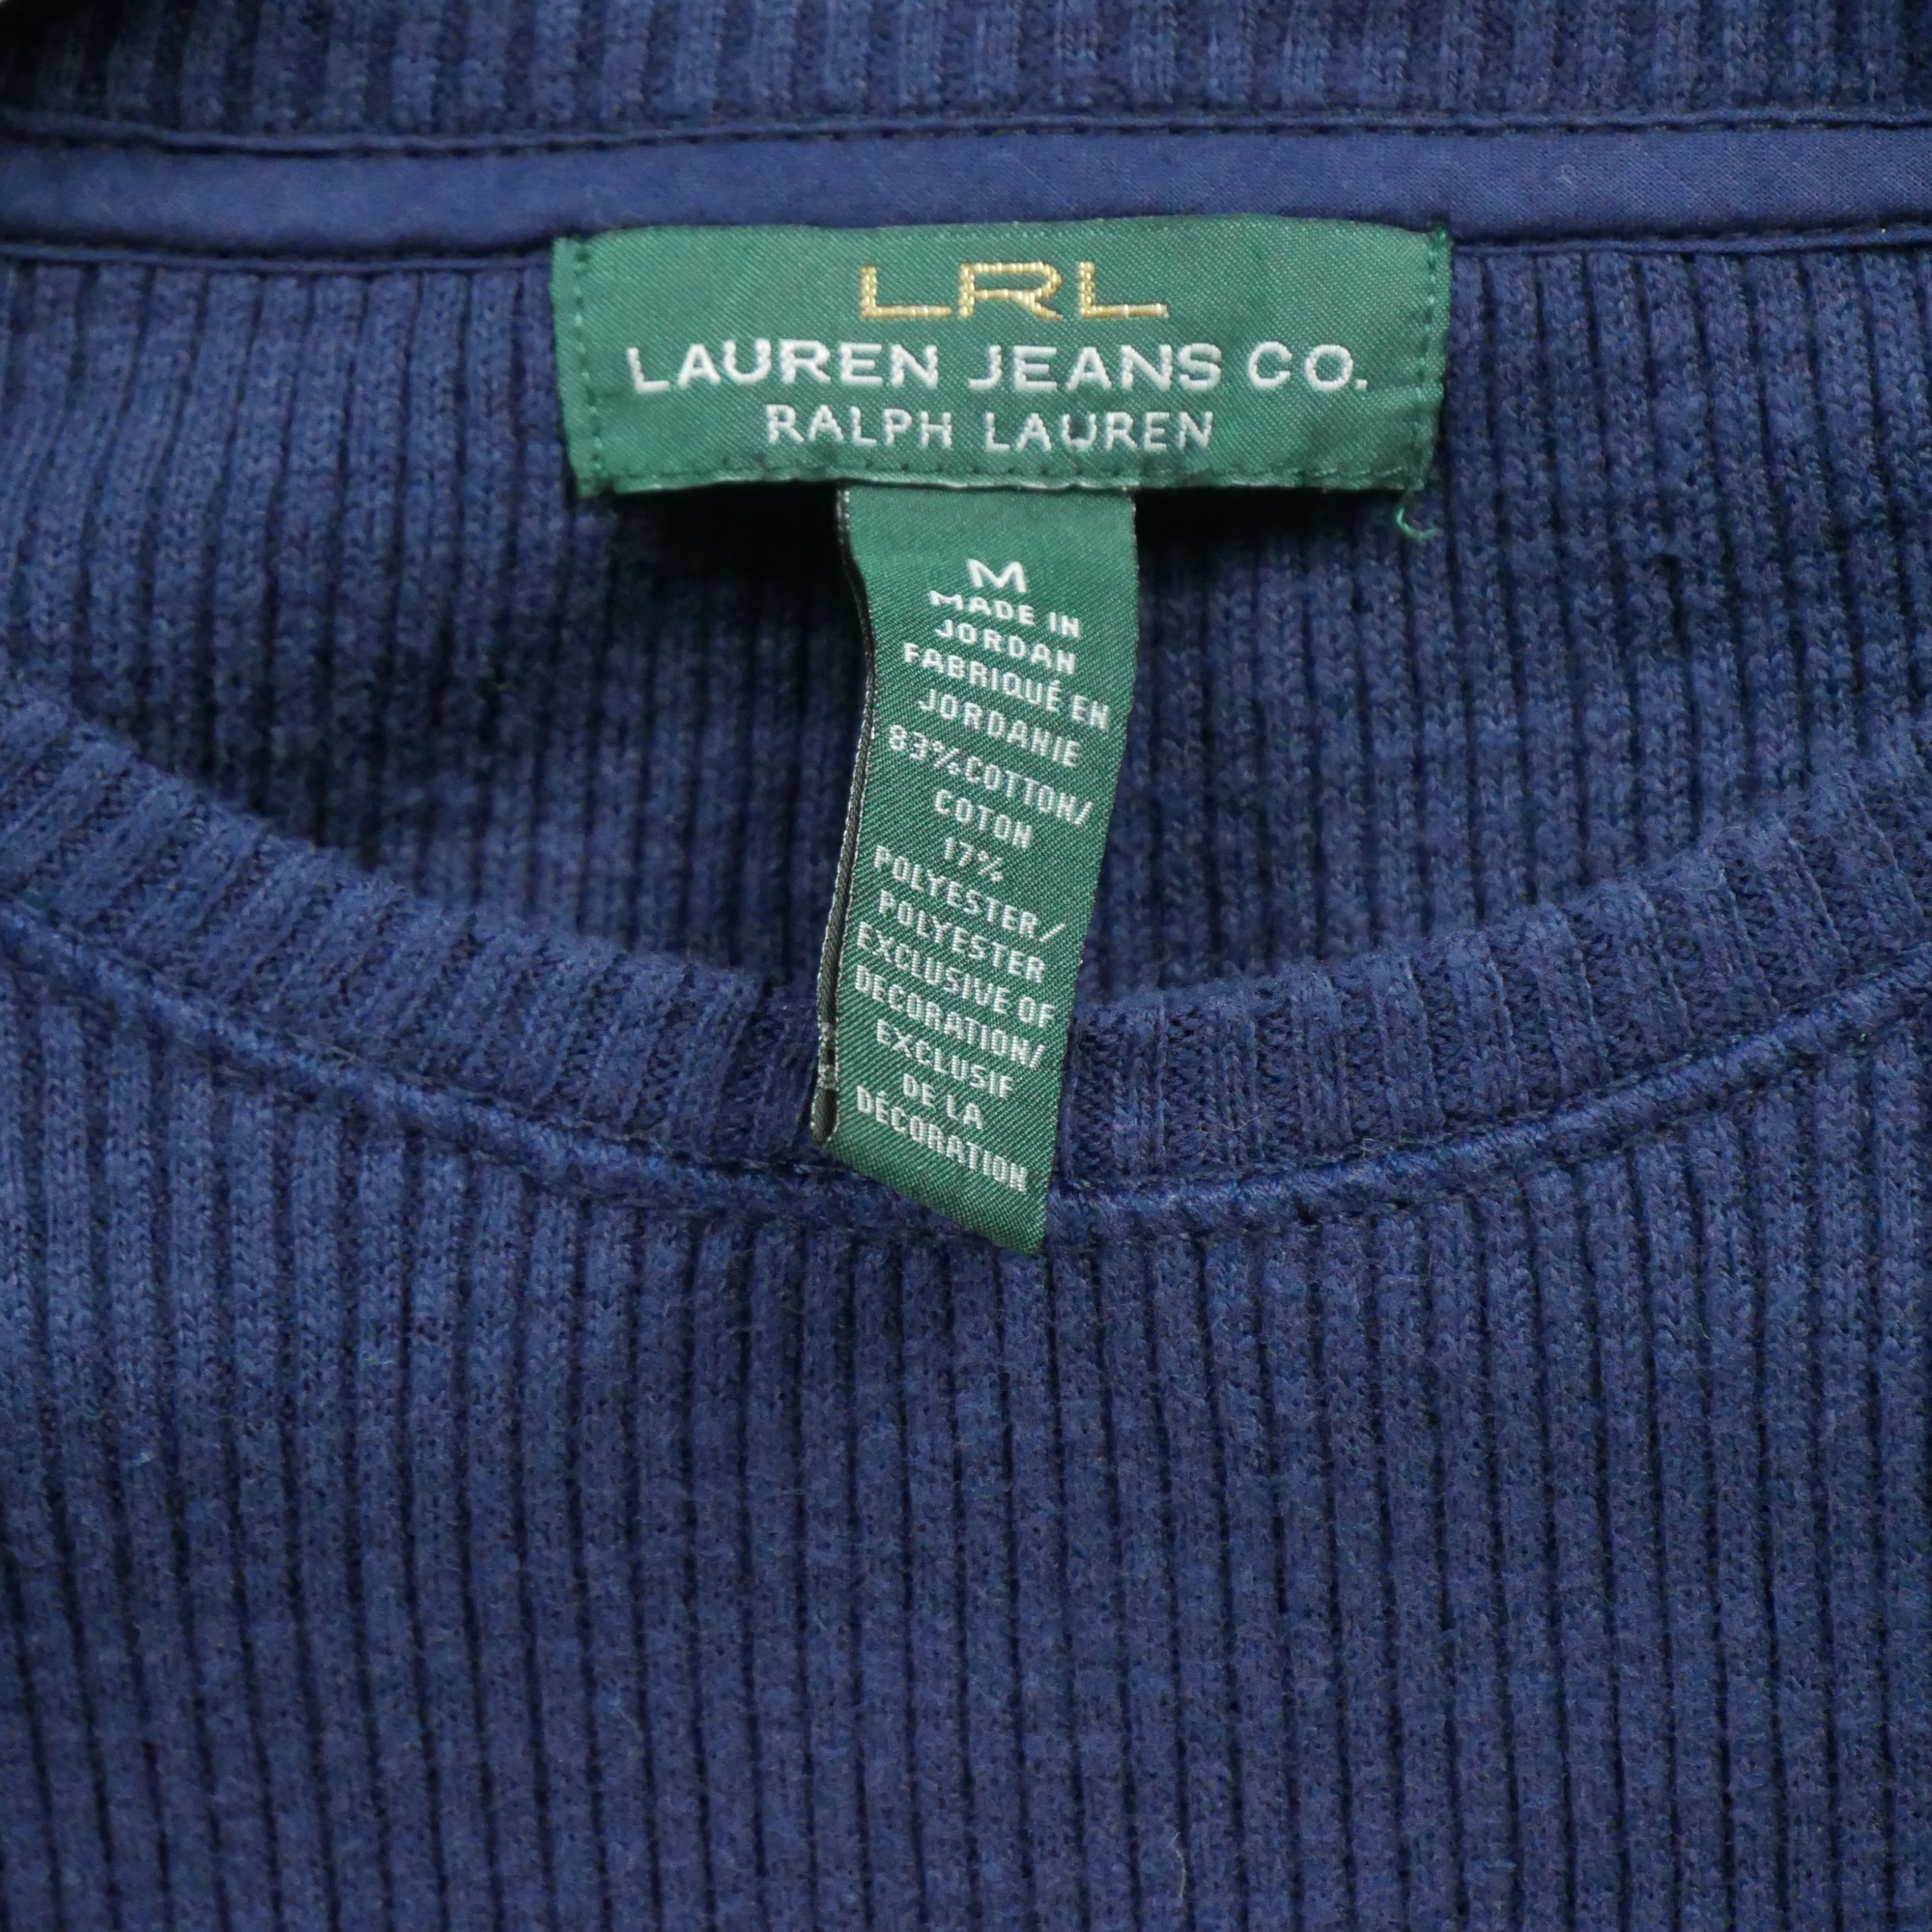 LRL
LAUREN JEANS CO.
RALPH LAUREN
M
MADE IN
JORDAN
FABRIQUÉ EN
JORDANIE
83% COTTON/
COTON
17%
POLYESTER/
POLYESTER
EXCLUSIVE OF
DECORATION/
EXCLUSIF
DE LA
DÉCORATION